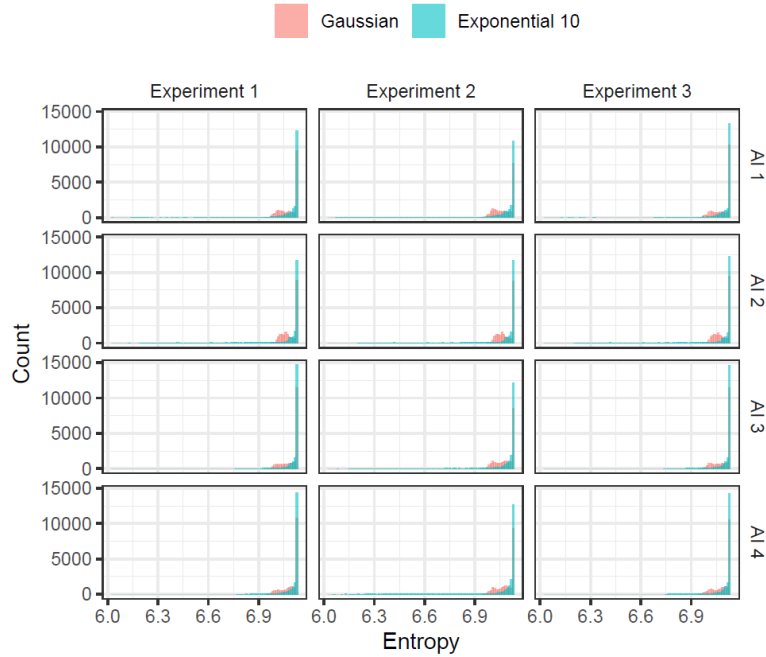 Gaussian Exponential 10
Experiment 1 Experiment 2 Experiment 3
15000
10000
5000
0
AI 1
15000
10000
5000
0
AI 2
Count
15000
10000
5000
0
AI 3
15000
10000
5000
0
AI 4
6.0 6.3 6.6 6.9 6.0 6.3 6.6 6.9 6.0 6.3 6.6 6.9
Entropy